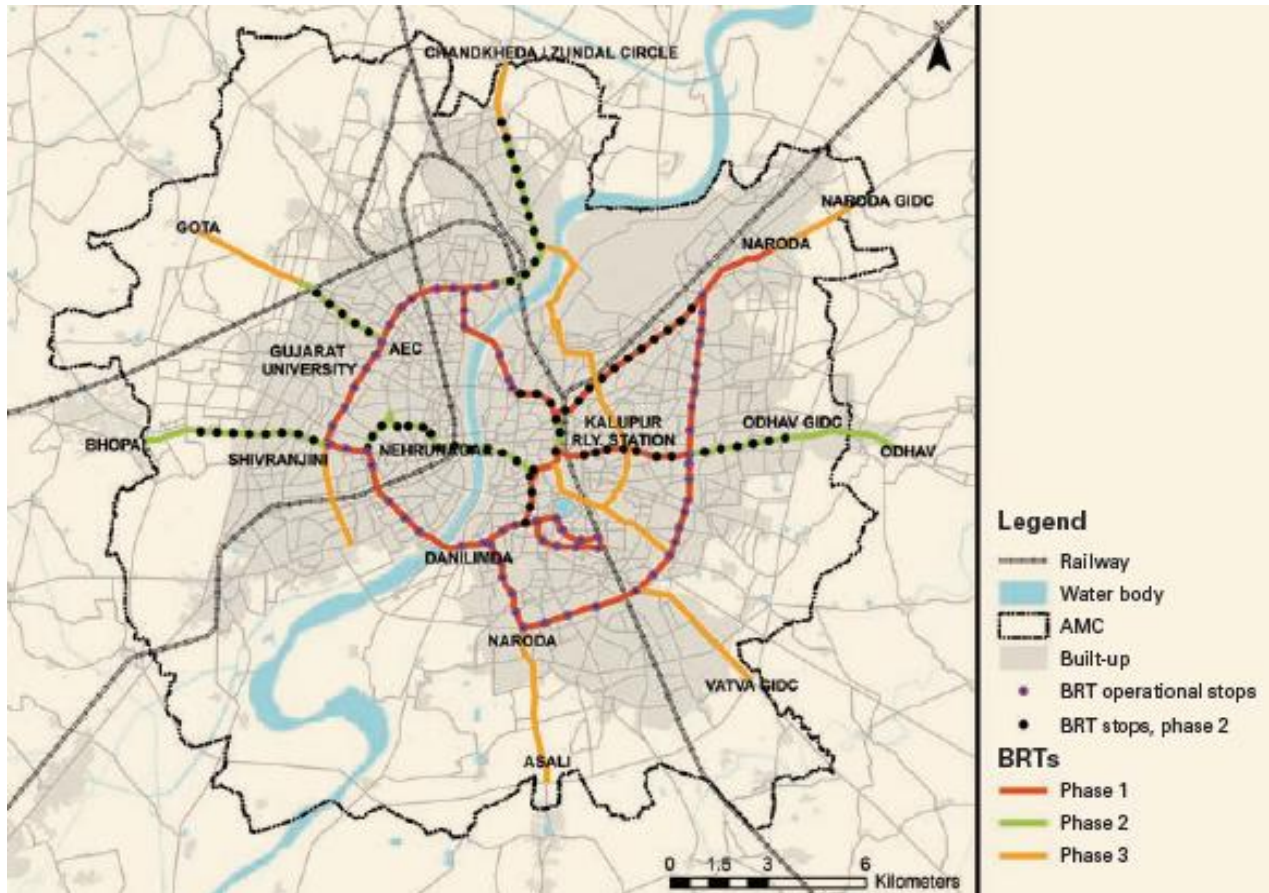 N
CHANDKHEDA / ZUNDAL CIRCLE
NARODA GIDC
GOTA
NARODA
GUJARAT
UNIVERSITY
AEC
KALUPUR
RLY. STATION
ODHAV GIDC
BHOPA
SHIVRANJINI
ODHAV
DANILINDA
NARODA
VATVA GIDC
ASALI
0 1.5 3 6
Kilometers
Legend
Railway
Water body
AMC
Built-up
BRT operational stops
BRT stops, phase 2
BRTs
Phase 1
Phase 2
Phase 3